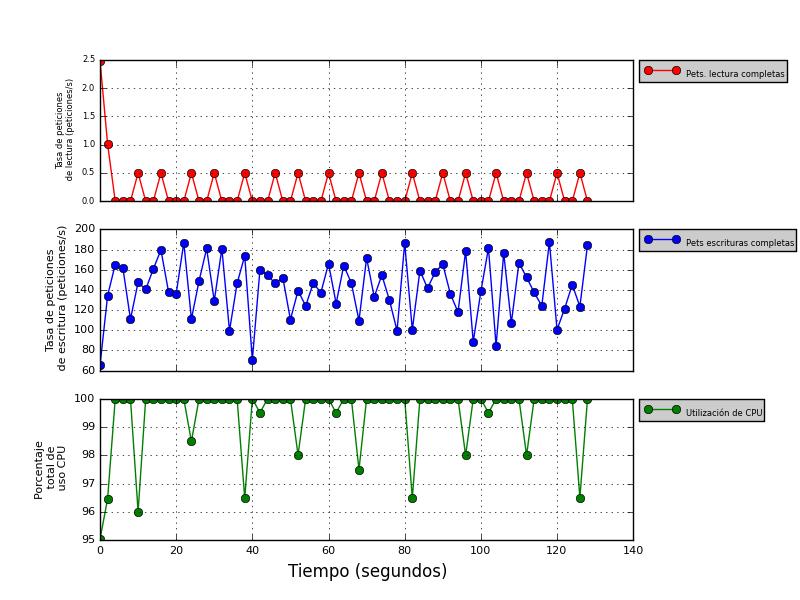 2.5
2.0
1.5
1.0
0.5
0.0
Tasa de peticiones
de lectura (peticiones/s)
Pets. lectura completas
200
180
160
140
120
100
80
60
Tasa de peticiones
de escritura (peticiones/s)
Pets escrituras completas
100
99
98
97
96
95
Porcentaje
total de
uso CPU
Utilización de CPU
0 20 40 60 80 100 120 140
Tiempo (segundos)